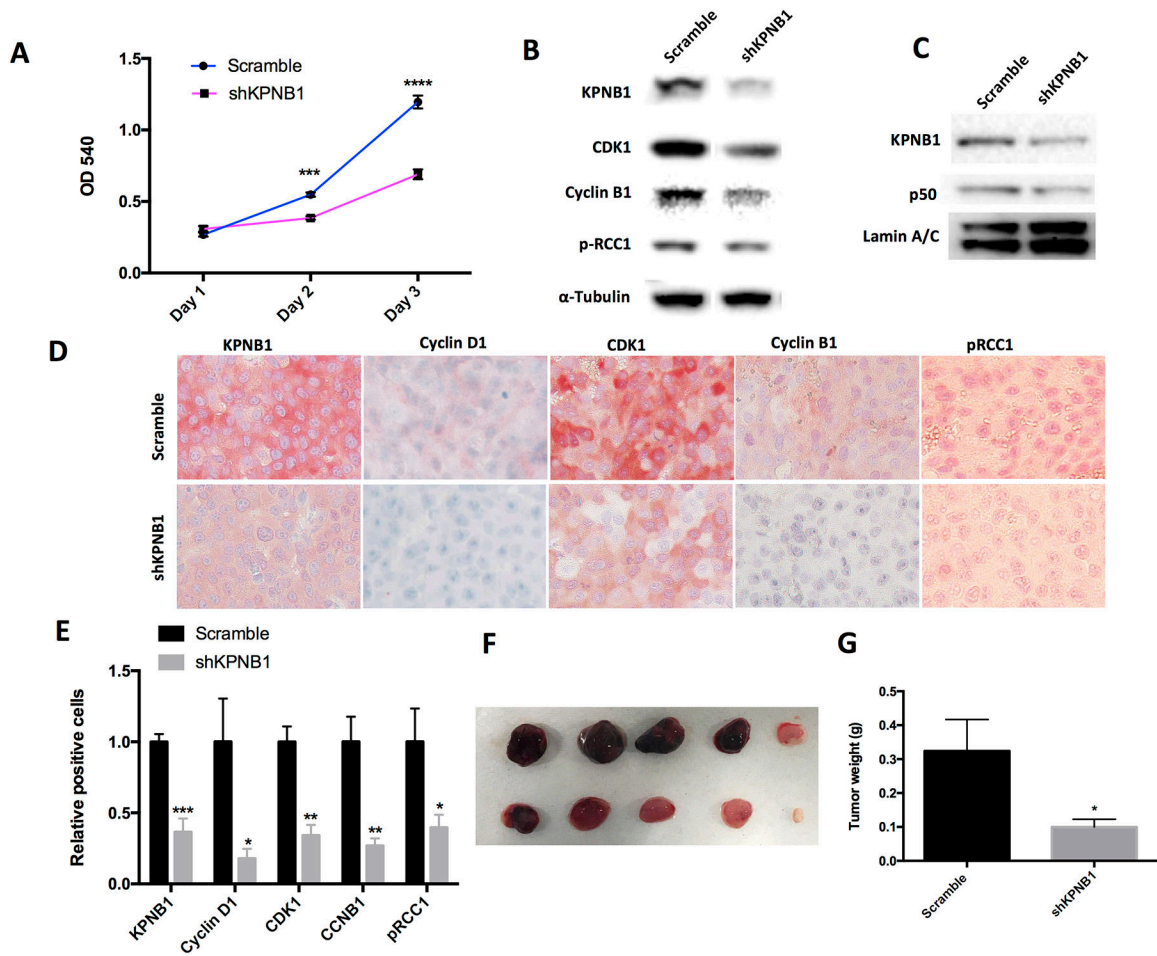 A
1.5
1.0
0.5
0.0
OD 540
Scramble
shKPNB1
***
****
Day 1
Day 2
Day 3
B
Scramble
shKPNB1
KPNB1
CDK1
Cyclin B1
p-RCC1
α-Tubulin
C
Scramble
shKPNB1
KPNB1
p50
Lamin A/C
D
KPNB1
Cyclin D1
CDK1
Cyclin B1
pRCC1
Scramble
shKPNB1
E
Scramble
shKPNB1
1.5
1.0
0.5
0.0
Relative positive cells
***
*
**
**
*
KPNB1
Cyclin D1
CDK1
CCNB1
pRCC1
F
G
0.5
0.4
0.3
0.2
0.1
0.0
Tumor weight (g)
*
Scramble
shKPNB1